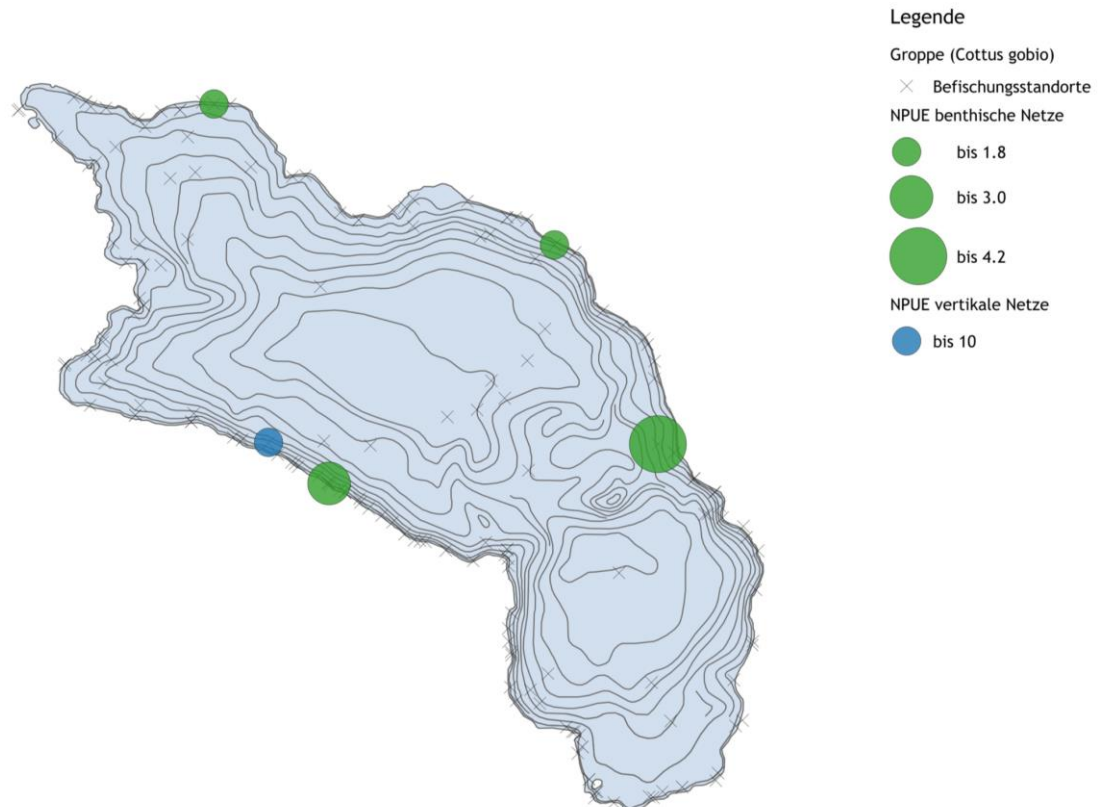 Legende
Groppe (Cottus gobio)
Befischungsstandorte
NPUE benthische Netze
bis 1.8
bis 3.0
bis 4.2
NPUE vertikale Netze
bis 10